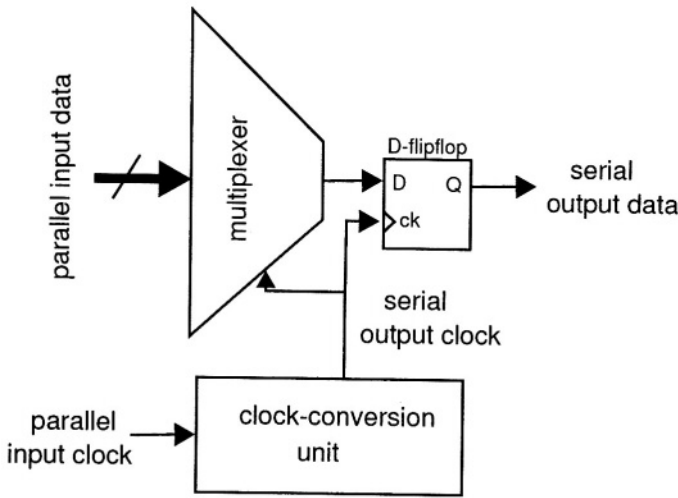 parallel input data
multiplexer
D-flipflop
D
Q
ck
serial
output data
serial
output clock
parallel
input clock
clock-conversion
unit